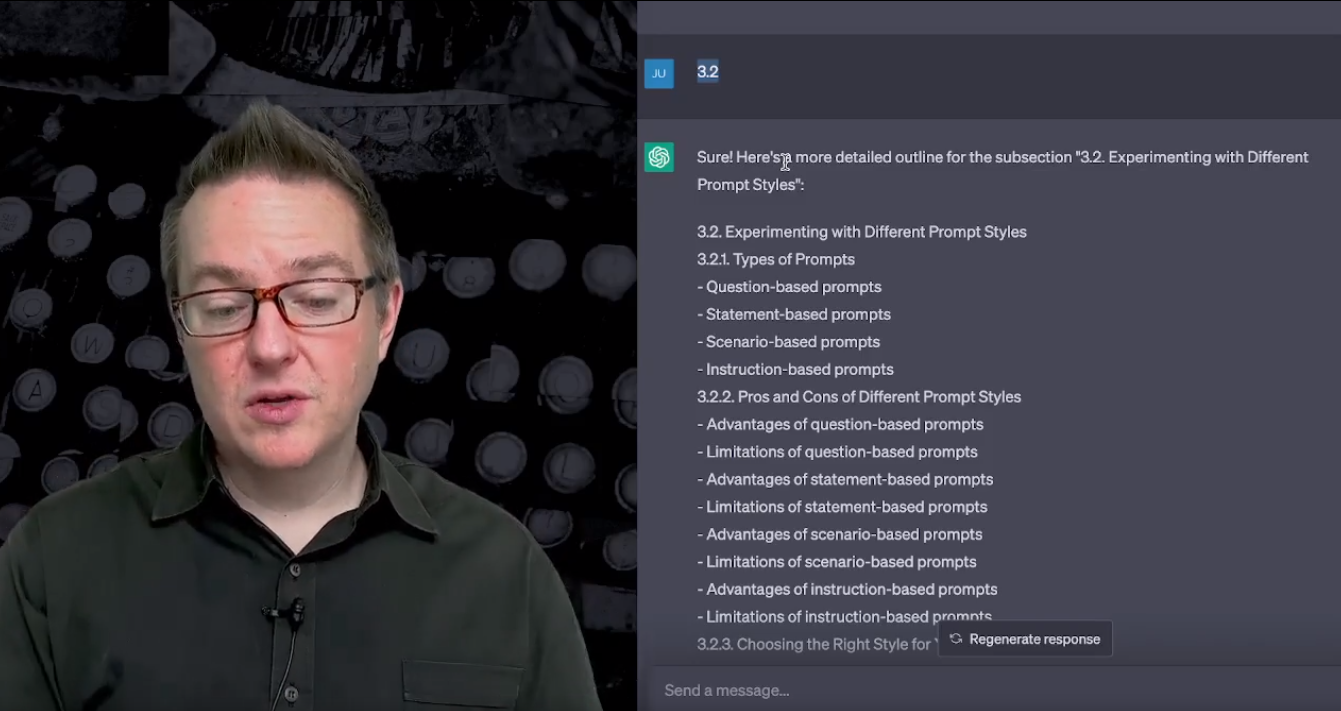 JU
3.2
Sure! Here's a more detailed outline for the subsection "3.2. Experimenting with Different
Prompt Styles":
3.2. Experimenting with Different Prompt Styles
3.2.1. Types of Prompts
- Question-based prompts
- Statement-based prompts
- Scenario-based prompts
- Instruction-based prompts
3.2.2. Pros and Cons of Different Prompt Styles
- Advantages of question-based prompts
- Limitations of question-based prompts
- Advantages of statement-based prompts
- Limitations of statement-based prompts
- Advantages of scenario-based prompts
- Limitations of scenario-based prompts
- Advantages of instruction-based prompts
- Limitations of instruction-based prompts
3.2.3. Choosing the Right Style for
Regenerate response
Send a message...